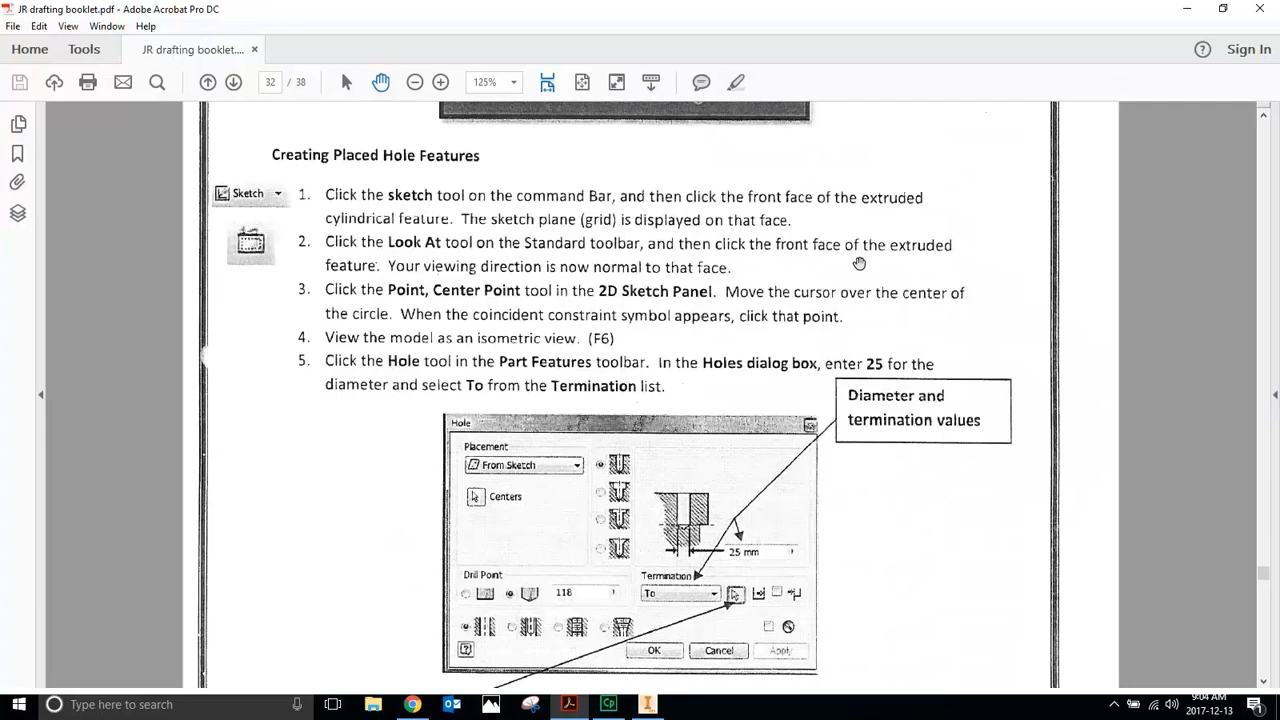 JR drafting booklet.pdf - Adobe Acrobat Pro DC
File Edit View Window Help
Home Tools JR drafting booklet.... × Sign In
32 / 38 125%
Creating Placed Hole Features
Sketch
1. Click the sketch tool on the command Bar, and then click the front face of the extruded
cylindrical feature. The sketch plane (grid) is displayed on that face.
2. Click the Look At tool on the Standard toolbar, and then click the front face of the extruded
feature. Your viewing direction is now normal to that face.
3. Click the Point, Center Point tool in the 2D Sketch Panel. Move the cursor over the center of
the circle. When the coincident constraint symbol appears, click that point.
4. View the model as an isometric view. (F6)
5. Click the Hole tool in the Part Features toolbar. In the Holes dialog box, enter 25 for the
diameter and select To from the Termination list.
Diameter and
termination values
Hole
Placement
From Sketch
Centers
25 mm
Drill Point
118
Termination
To
OK Cancel Apply
Type here to search
9:04 AM
2017-12-13